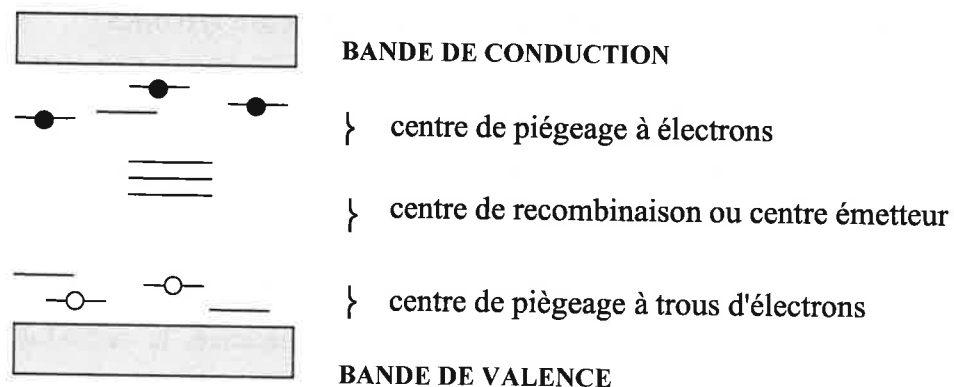 BANDE DE CONDUCTION
centre de piégeage à électrons
centre de recombinaison ou centre émetteur
centre de piègeage à trous d'électrons
BANDE DE VALENCE